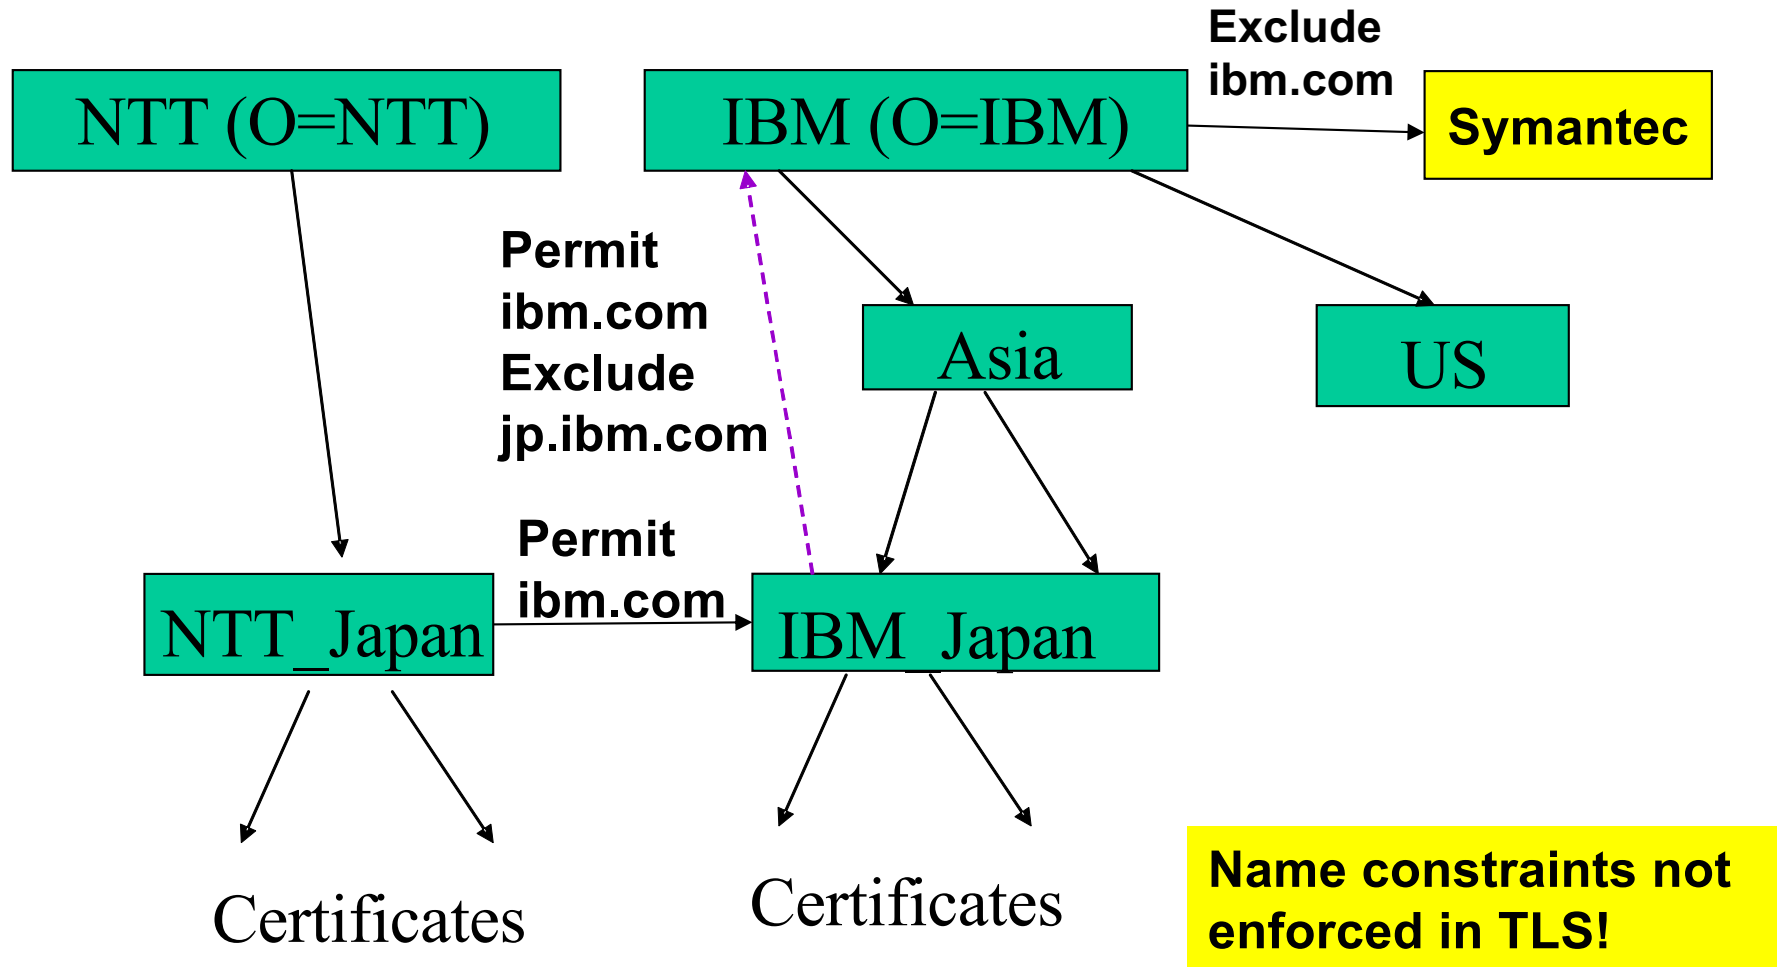 Exclude
ibm.com
NTT (O=NTT)
IBM (O=IBM)
Symantec
Permit
ibm.com
Exclude
jp.ibm.com
Asia
US
Permit
ibm.com
NTT_Japan
IBM_Japan
Certificates
Certificates
Name constraints not
enforced in TLS!